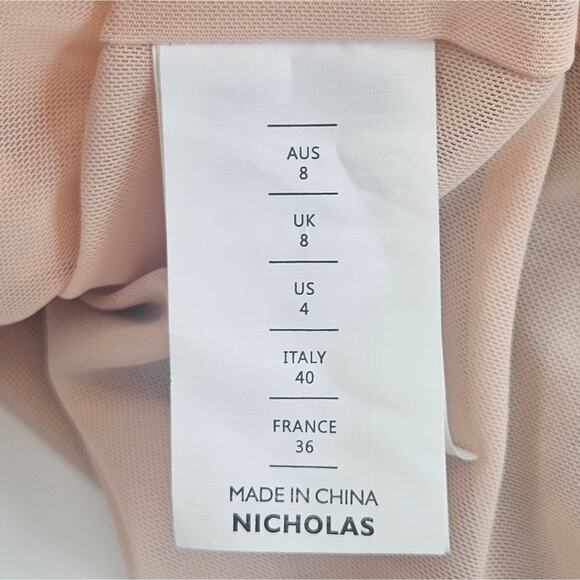 AUS
8
UK
8
US
4
ITALY
40
FRANCE
36
MADE IN CHINA
NICHOLAS